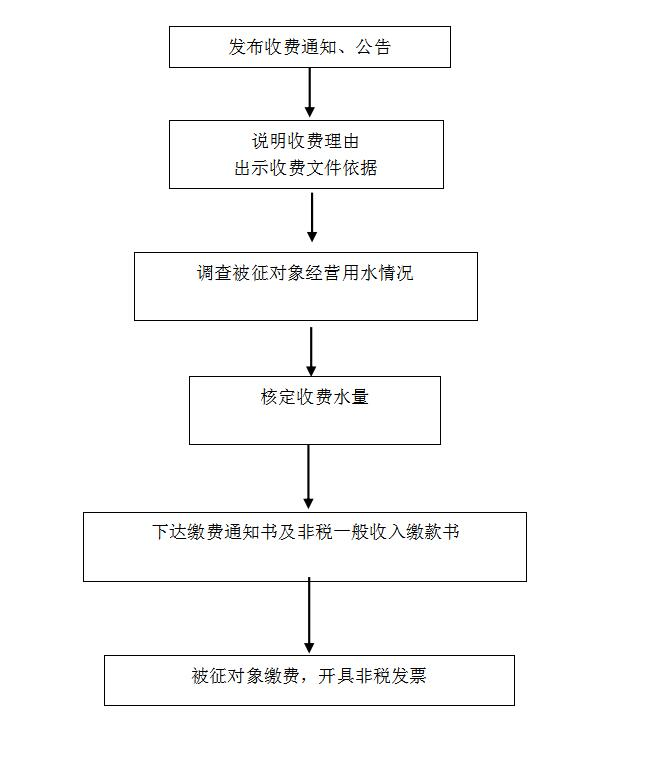 发布收费通知、公告
说明收费理由
出示收费文件依据
调查被征对象经营用水情况
核定收费水量
下达缴费通知书及非税一般收入缴款书
被征对象缴费，开具非税发票